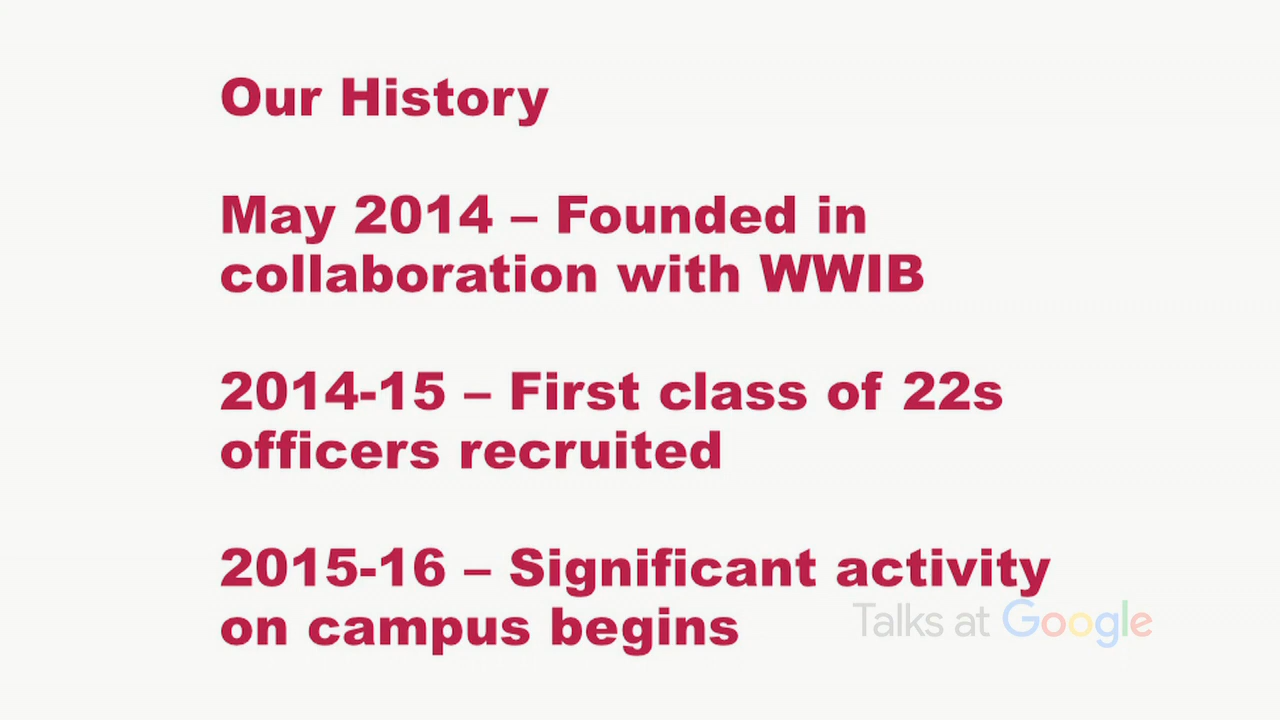 Our History
May 2014 – Founded in
collaboration with WWIB
2014-15 – First class of 22s
officers recruited
2015-16 – Significant activity
on campus begins
Talks at Google